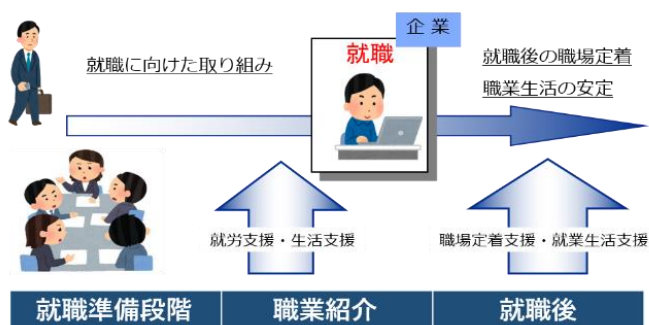 企 業
就職
就職に向けた取り組み
就職後の職場定着
職業生活の安定
就労支援・生活支援
職場定着支援・就業生活支援
就職準備段階
職業紹介
就職後